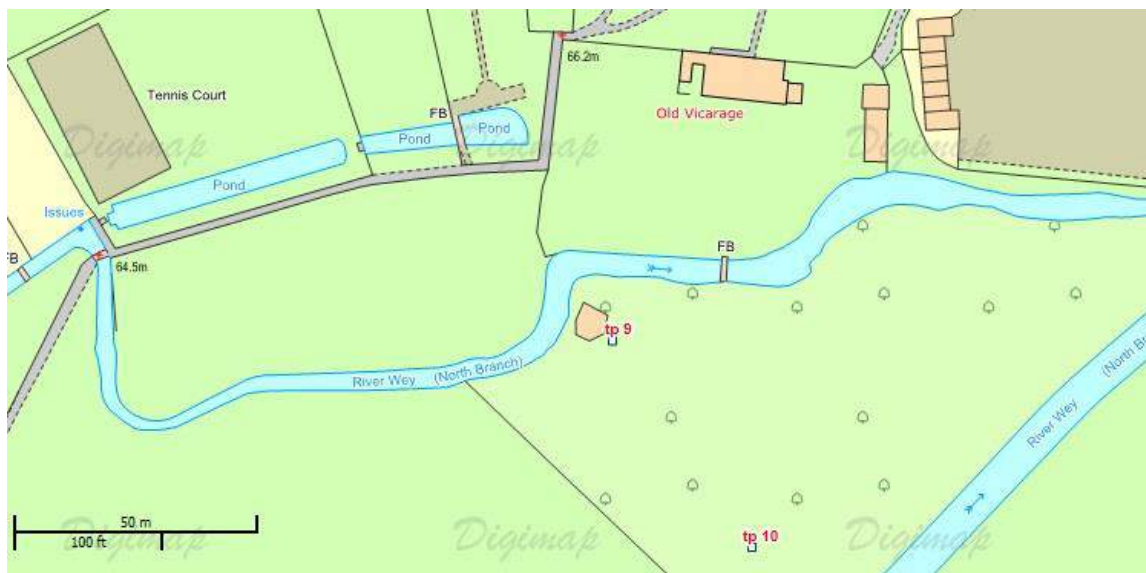 66.2m
Tennis Court
Old Vicarage
FB
Pond
Pond
Digimap
Digimap
Digimap
Pond
Issues
FB
FB
64.5m
tp 9
River Wey (North Branch)
River Wey (North Br
50 m
100 ft
tp 10
Digimap
Digimap
Digimap